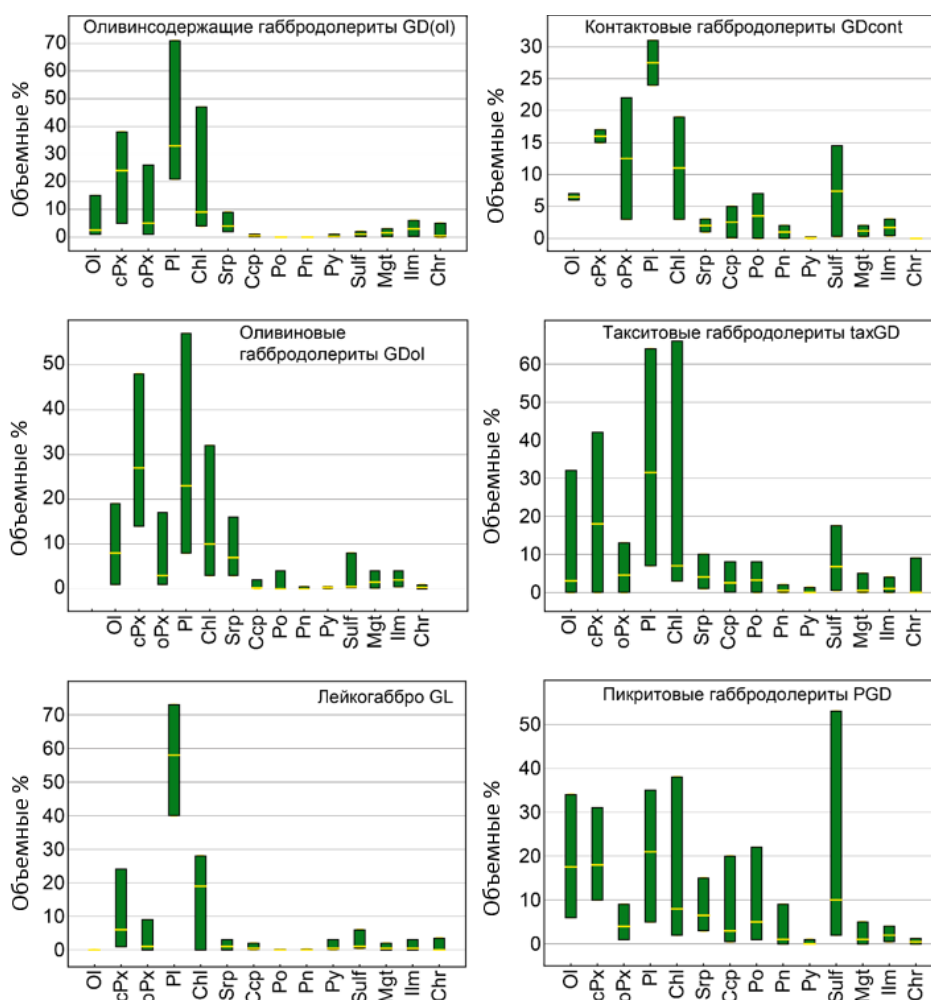 Оливинсодержащие габбродолериты GD(ol)
Объемные %
70
60
50
40
30
20
10
0
Ol cPx oPx Pl Chl Srp Ccp Po Pn Py Sulf Mgt Ilm Chr
Контактовые габбродолериты GDcont
Объемные %
30
25
20
15
10
5
0
Ol cPx oPx Pl Chl Srp Ccp Po Pn Py Sulf Mgt Ilm Chr
Оливиновые
габбродолериты GDol
Объемные %
50
40
30
20
10
0
Ol cPx oPx Pl Chl Srp Ccp Po Pn Py Sulf Mgt Ilm Chr
Такситовые габбродолериты taxGD
Объемные %
60
50
40
30
20
10
0
Ol cPx oPx Pl Chl Srp Ccp Po Pn Py Sulf Mgt Ilm Chr
Лейкогаббро GL
Объемные %
70
60
50
40
30
20
10
0
Ol cPx oPx Pl Chl Srp Ccp Po Pn Py Sulf Mgt Ilm Chr
Пикритовые габбродолериты PGD
Объемные %
50
40
30
20
10
0
Ol cPx oPx Pl Chl Srp Ccp Po Pn Py Sulf Mgt Ilm Chr